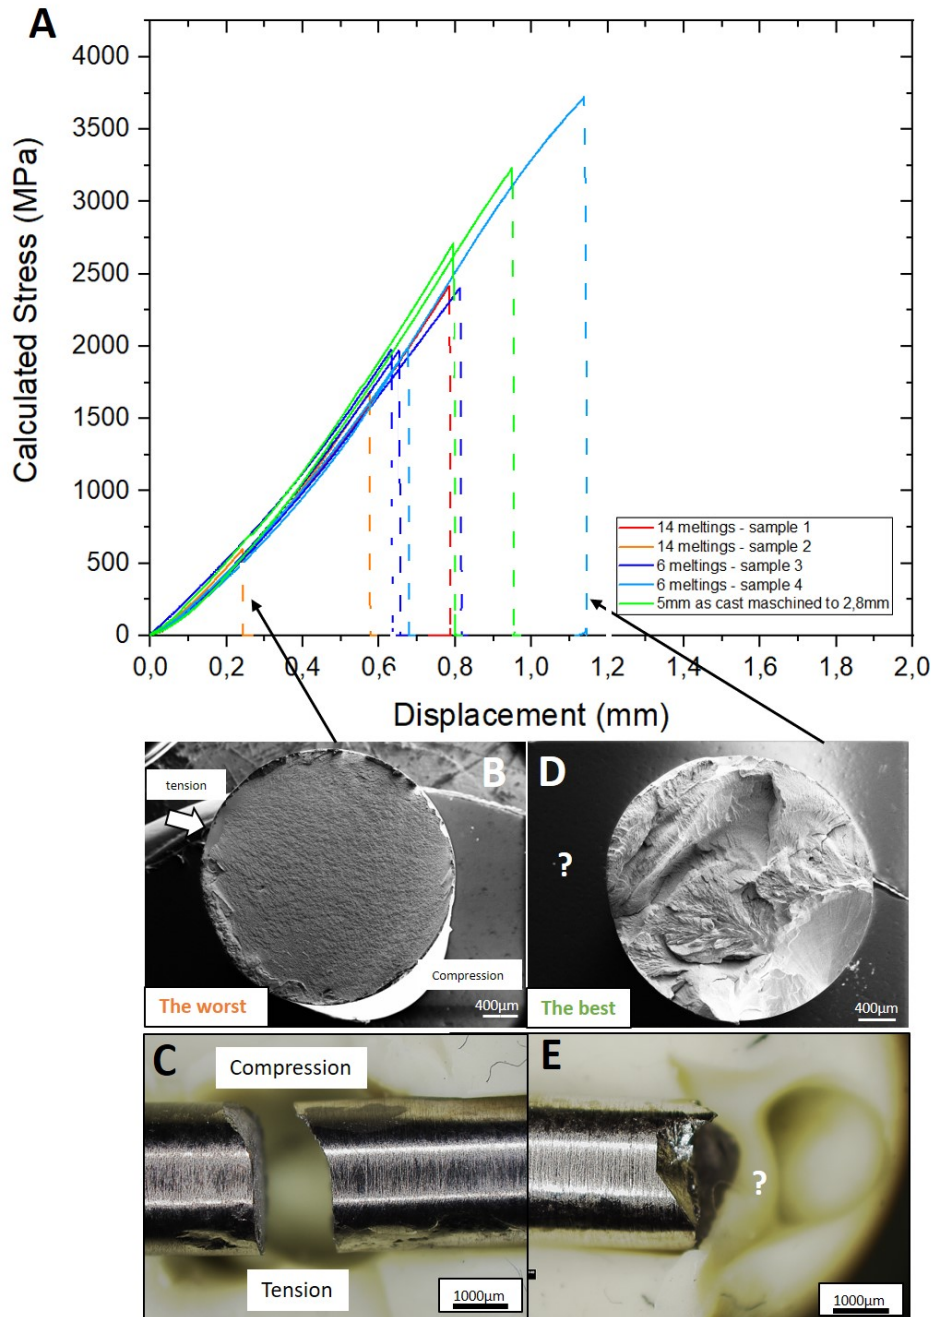 A
4000
3500
3000
2500
2000
1500
1000
500
0
Calculated Stress (MPa)
14 meltings - sample 1
14 meltings - sample 2
6 meltings - sample 3
6 meltings - sample 4
5mm as cast maschined to 2,8mm
0,0 0,2 0,4 0,6 0,8 1,0 1,2 1,4 1,6 1,8 2,0
Displacement (mm)
B
tension
Compression
The worst
400µm
D
?
The best
400µm
C
Compression
Tension
1000µm
E
?
1000µm